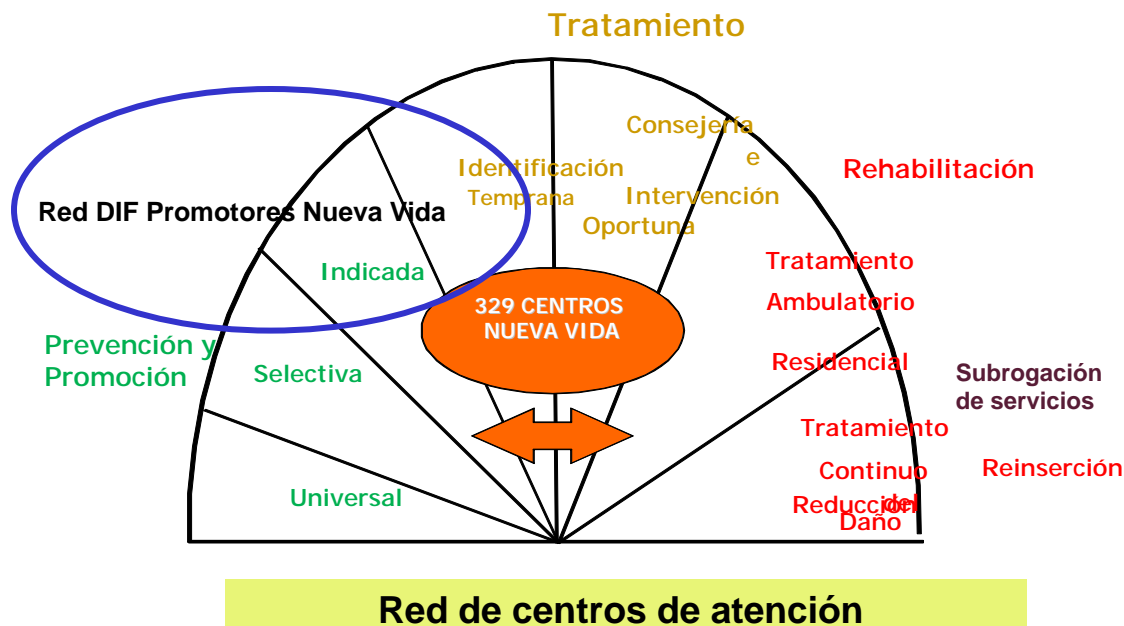 Tratamiento
Consejería
e
Identificación
Temprana
Intervención
Oportuna
Rehabilitación
Red DIF Promotores Nueva Vida
Indicada
Tratamiento
Ambulatorio
329 CENTROS
NUEVA VIDA
Prevención y
Promoción
Selectiva
Residencial
Subrogación
de servicios
Tratamiento
Continuo
Reinserción
Universal
Reducción
del
Daño
Red de centros de atención